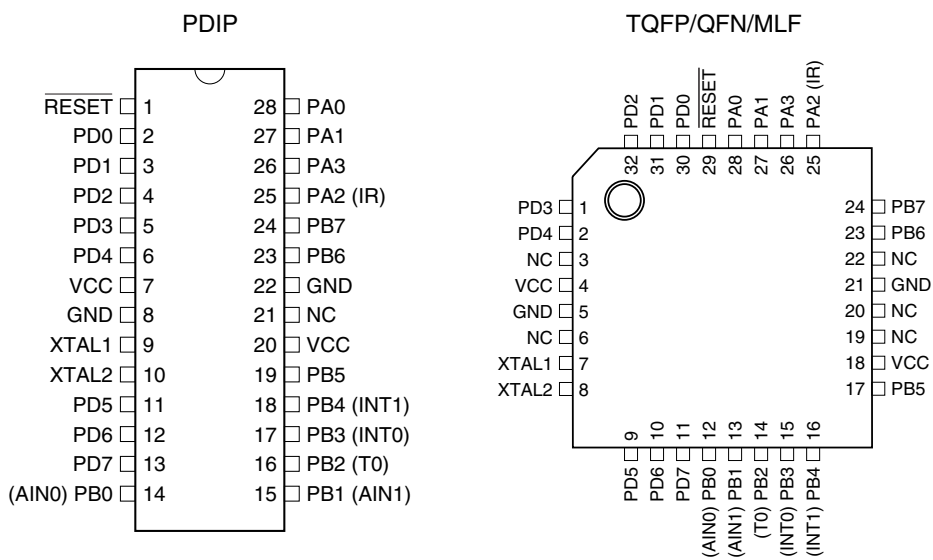 PDIP
RESET 1 28 PA0
PD0 2 27 PA1
PD1 3 26 PA3
PD2 4 25 PA2 (IR)
PD3 5 24 PB7
PD4 6 23 PB6
VCC 7 22 GND
GND 8 21 NC
XTAL1 9 20 VCC
XTAL2 10 19 PB5
PD5 11 18 PB4 (INT1)
PD6 12 17 PB3 (INT0)
PD7 13 16 PB2 (T0)
(AIN0) PB0 14 15 PB1 (AIN1)
TQFP/QFN/MLF
PD2 PD1 PD0 RESET PA0 PA1 PA3 PA2 (IR)
32 31 30 29 28 27 26 25
PD3 1 24 PB7
PD4 2 23 PB6
NC 3 22 NC
VCC 4 21 GND
GND 5 20 NC
NC 6 19 NC
XTAL1 7 18 VCC
XTAL2 8 17 PB5
9 10 11 12 13 14 15 16
PD5 PD6 PD7 (AIN0) PB0 (AIN1) PB1 (T0) PB2 (INT0) PB3 (INT1) PB4